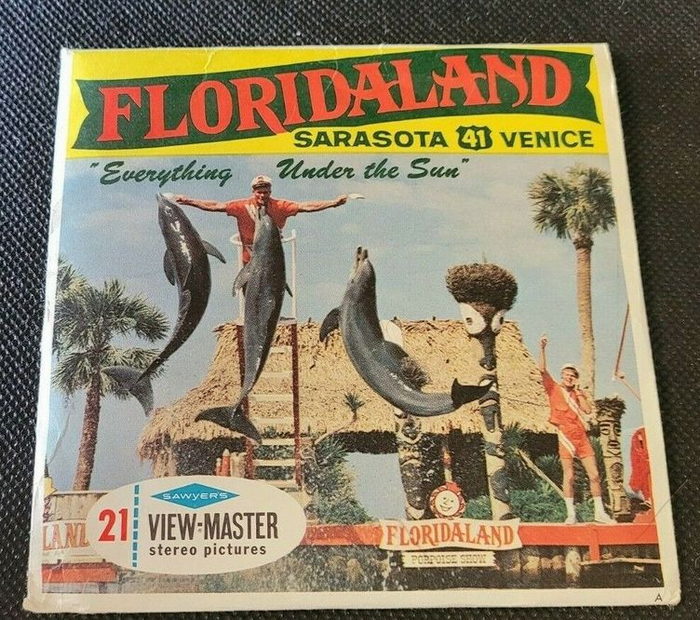 FLORIDALAND
SARASOTA 41 VENICE
"Everything Under the Sun"
LAND
21
SAWYER'S
VIEW-MASTER
stereo pictures
FLORIDALAND
PORPOISE SHOW
A